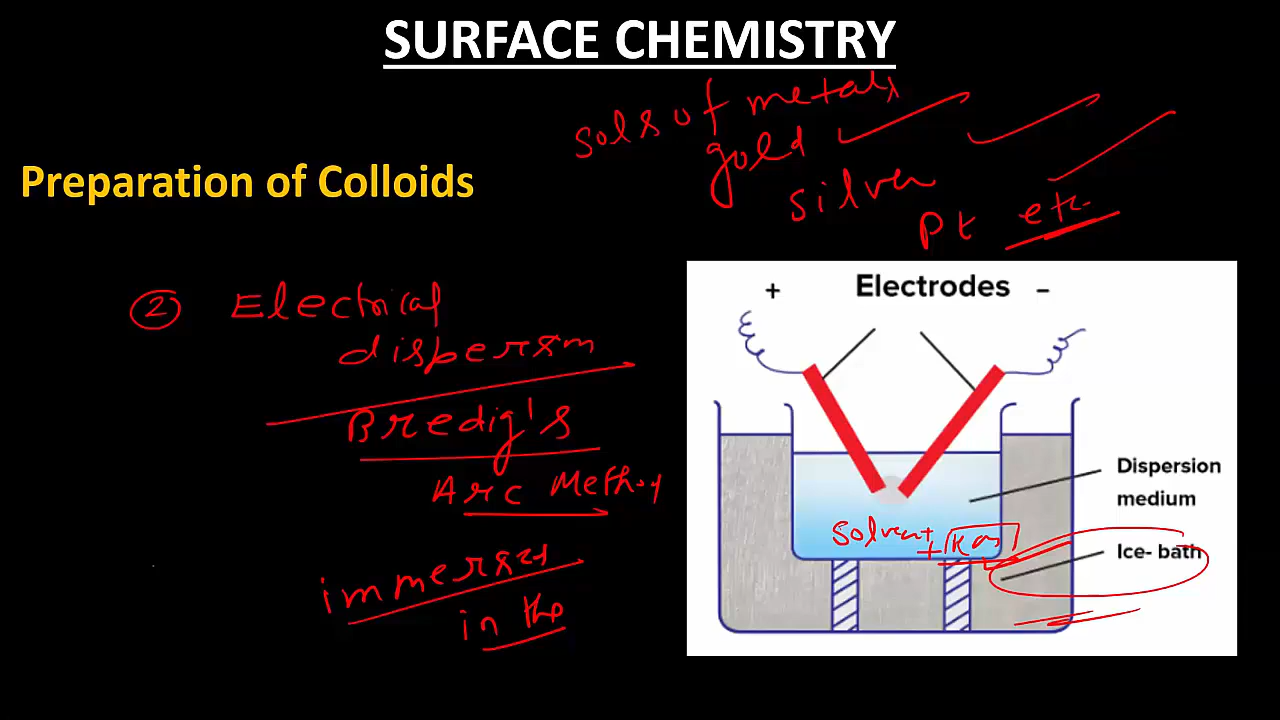 SURFACE CHEMISTRY
sols of metals
gold
silver
Pt etc.
Preparation of Colloids
2 Electrical
dispersion
Bredig's
Arc Method
immersed
in the
+ Electrodes -
Dispersion
medium
solvent
+ KOH
Ice- bath